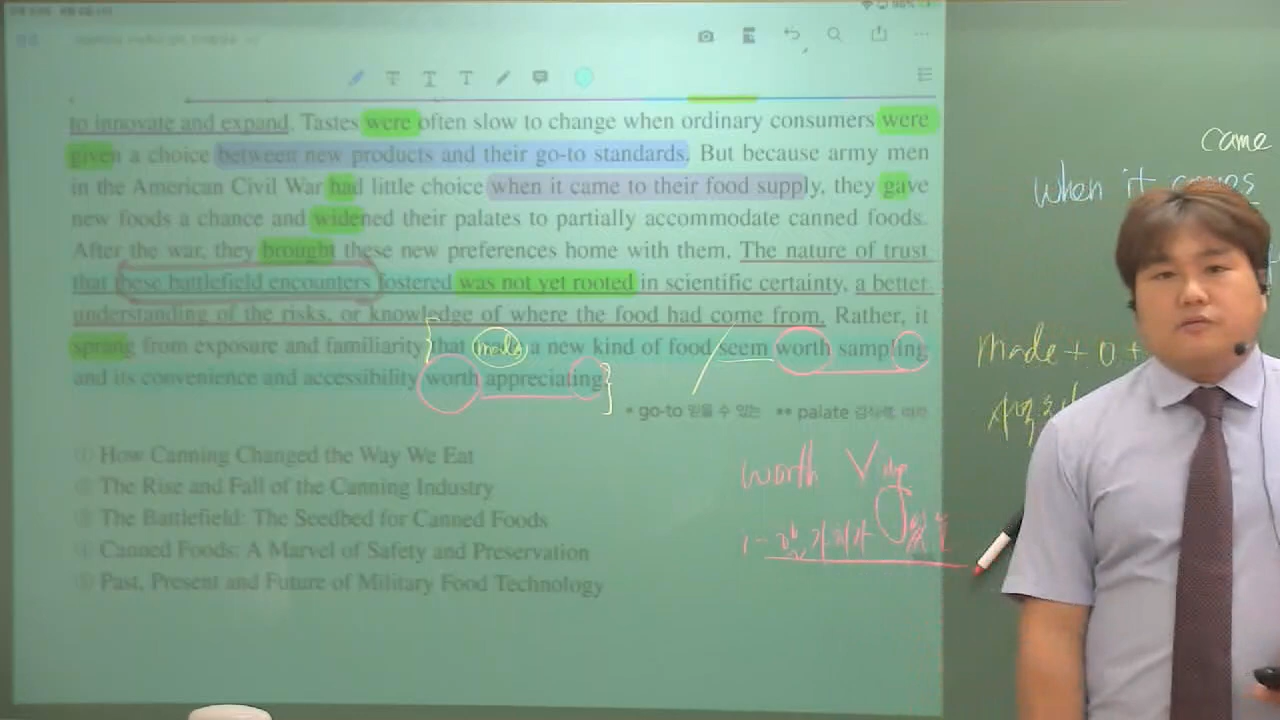 96%
to innovate and expand. Tastes were often slow to change when ordinary consumers were
given a choice between new products and their go-to standards. But because army men
in the American Civil War had little choice when it came to their food supply, they gave
new foods a chance and widened their palates to partially accommodate canned foods.
After the war, they brought these new preferences home with them. The nature of trust
that these battlefield encounters fostered was not yet rooted in scientific certainty, a better
understanding of the risks, or knowledge of where the food had come from. Rather, it
sprang from exposure and familiarity that made a new kind of food seem worth sampling
and its convenience and accessibility worth appreciating.
* go-to 믿을 수 있는 ** palate 감식력, 미각
① How Canning Changed the Way We Eat
② The Rise and Fall of the Canning Industry
③ The Battlefield: The Seedbed for Canned Foods
④ Canned Foods: A Marvel of Safety and Preservation
⑤ Past, Present and Future of Military Food Technology
worth Ving
~할 가치가 있는
came
when it comes
made + o +